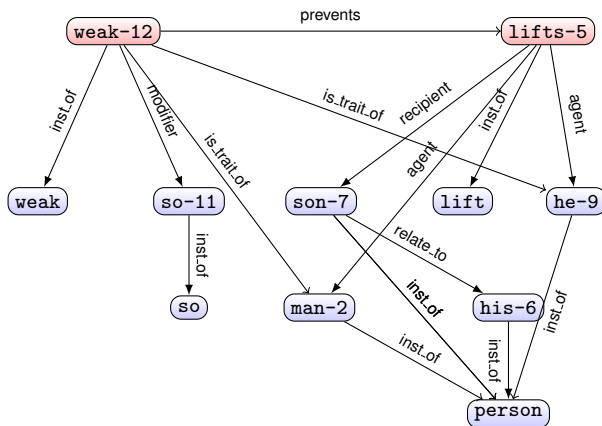 prevents
weak-12
lifts-5
inst_of
modifier
is_trait_of
is_trait_of
recipient
agent
inst_of
agent
weak
so-11
son-7
lift
he-9
inst_of
relate_to
so
man-2
inst_of
his-6
inst_of
inst_of
inst_of
person